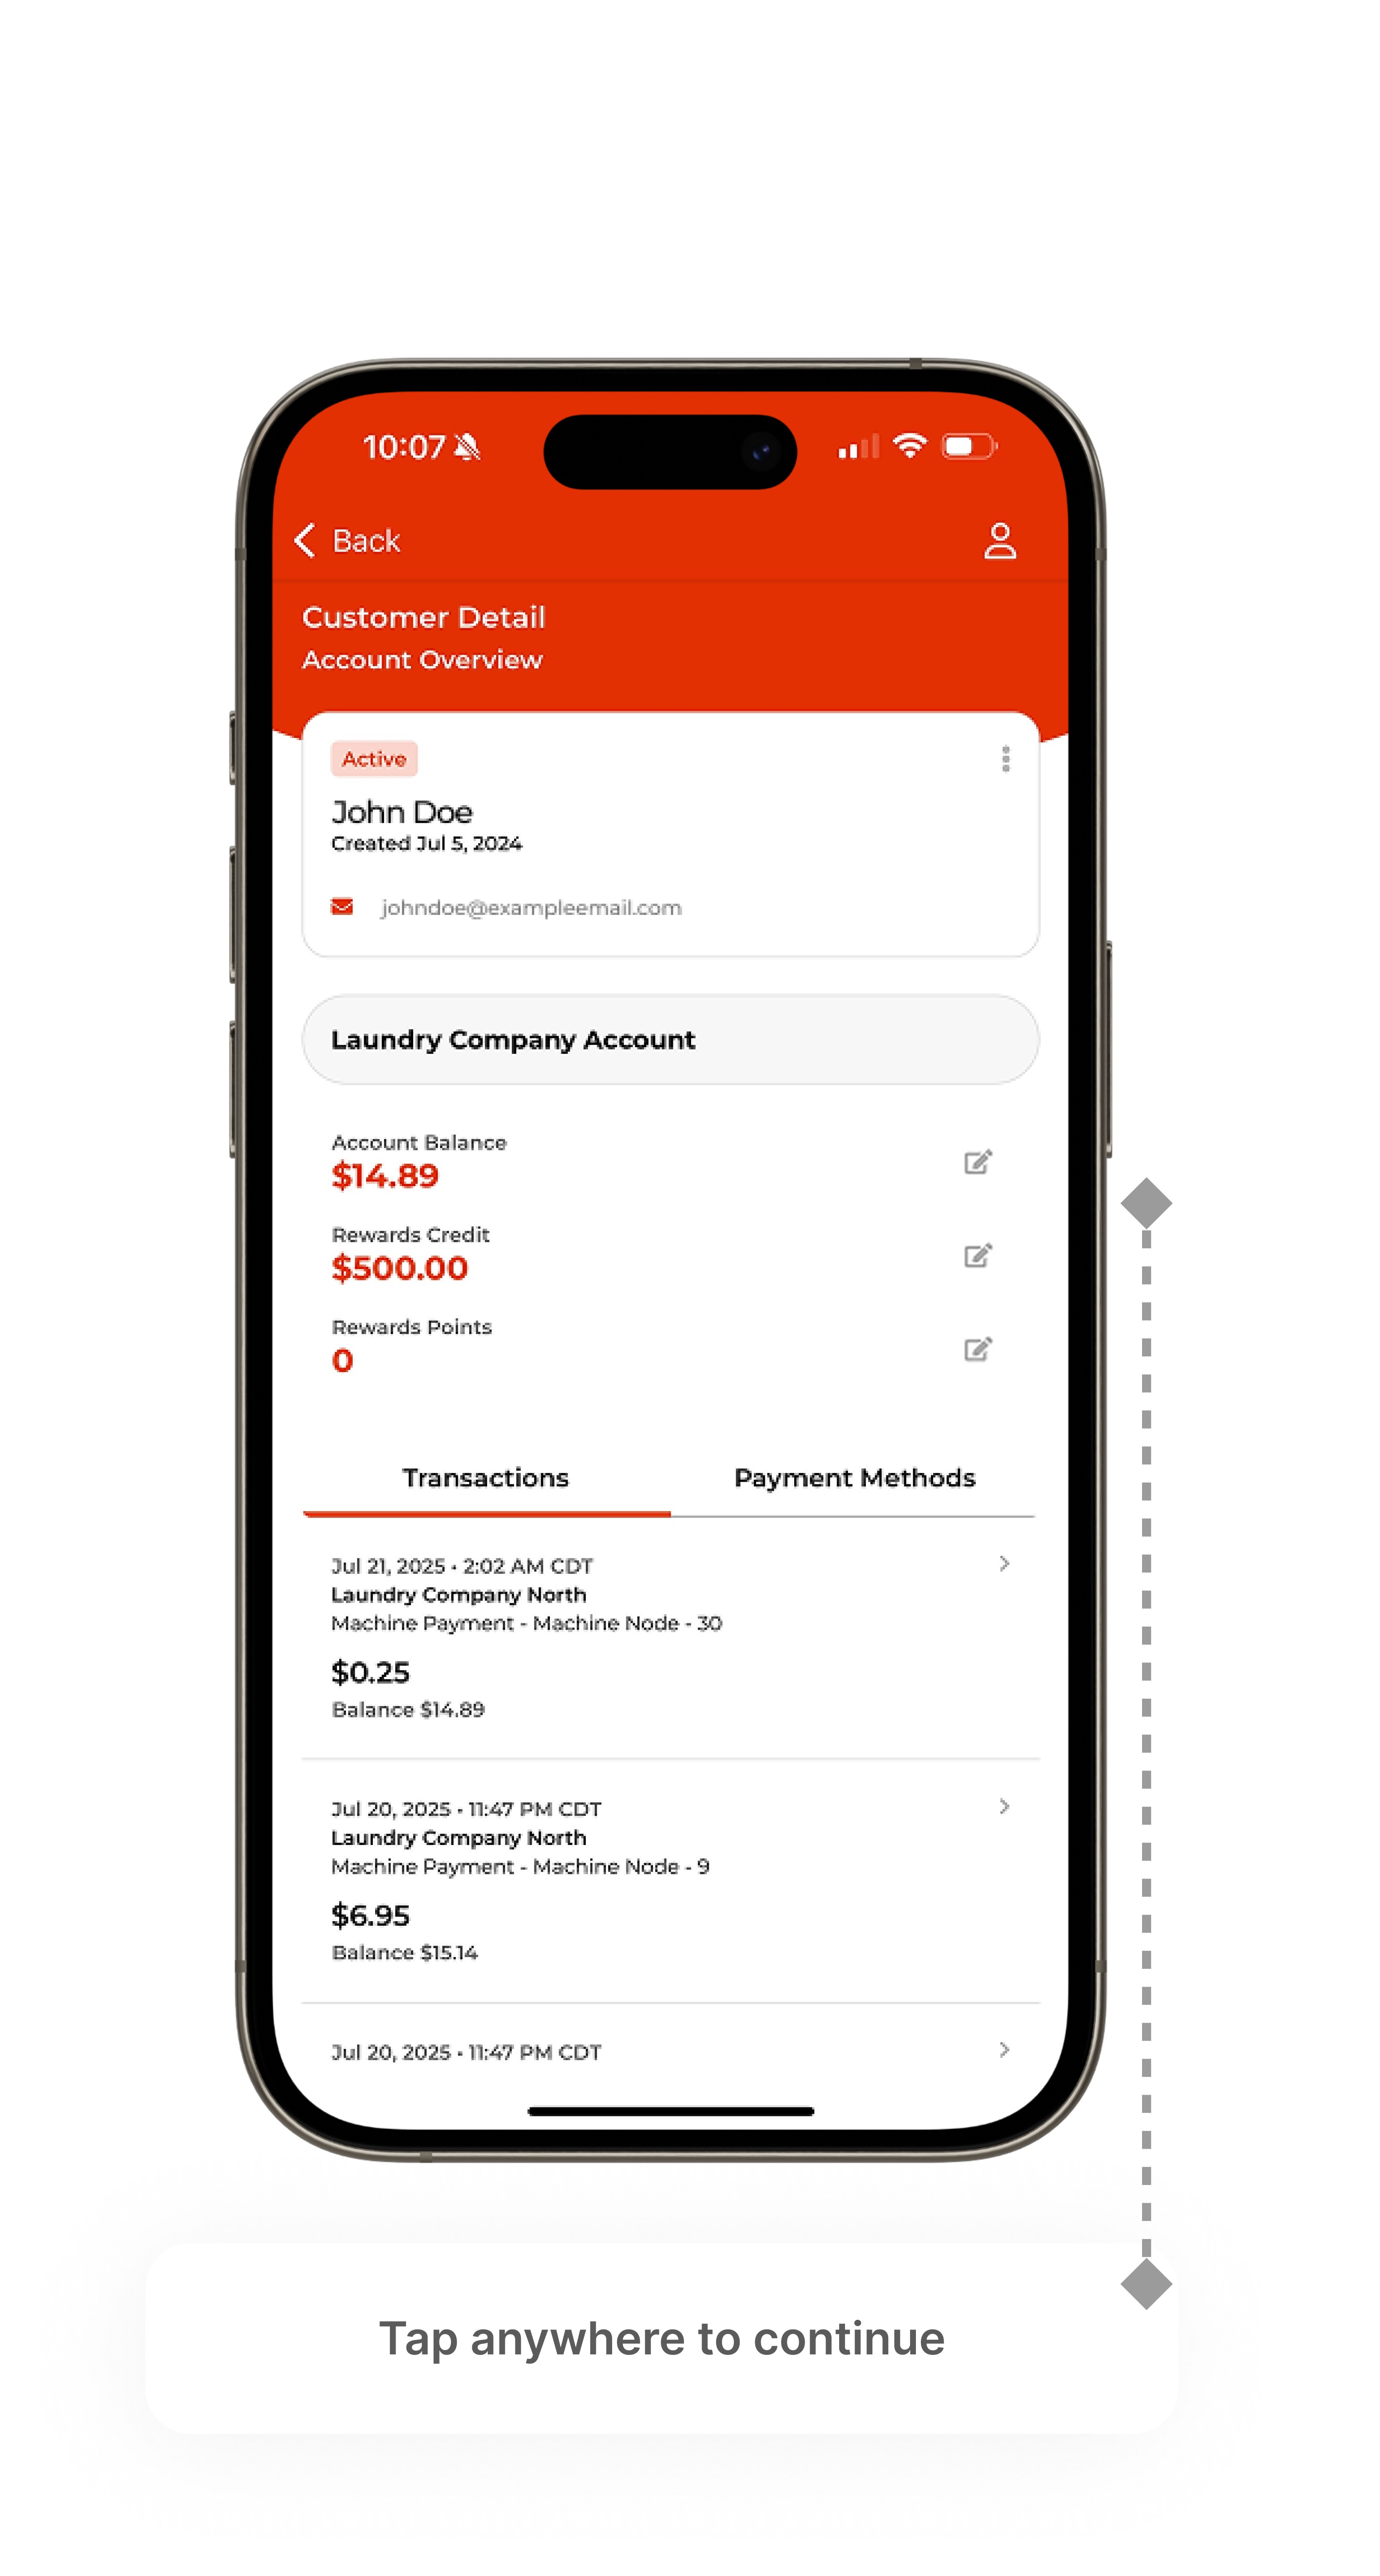 10:07
Back
Customer Detail
Account Overview
Active
John Doe
Created Jul 5, 2024
johndoe@exampleemail.com
Laundry Company Account
Account Balance
$14.89
Rewards Credit
$500.00
Rewards Points
0
Transactions
Payment Methods
Jul 21, 2025 • 2:02 AM CDT
Laundry Company North
Machine Payment - Machine Node - 30
$0.25
Balance $14.89
Jul 20, 2025 • 11:47 PM CDT
Laundry Company North
Machine Payment - Machine Node - 9
$6.95
Balance $15.14
Jul 20, 2025 • 11:47 PM CDT
Tap anywhere to continue